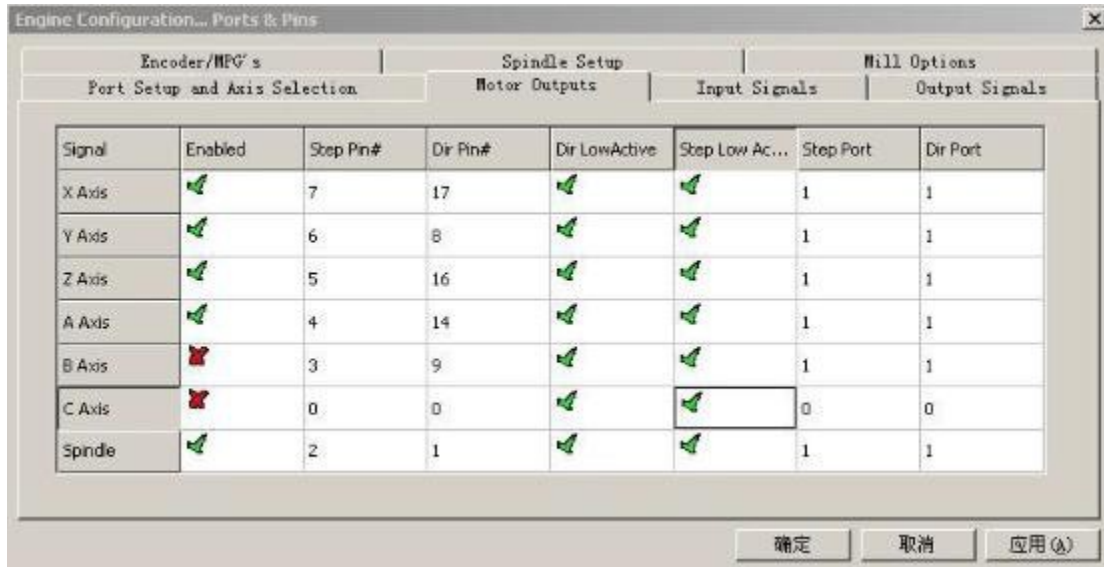 Engine Configuration... Ports & Pins
Encoder/MPG's Spindle Setup Mill Options
Port Setup and Axis Selection Motor Outputs Input Signals Output Signals
Signal Enabled Step Pin# Dir Pin# Dir LowActive Step Low Ac... Step Port Dir Port
X Axis 7 17 1 1
Y Axis 6 8 1 1
Z Axis 5 16 1 1
A Axis 4 14 1 1
B Axis 3 9 1 1
C Axis 0 0 0 0
Spindle 2 1 1 1
确定 取消 应用(A)